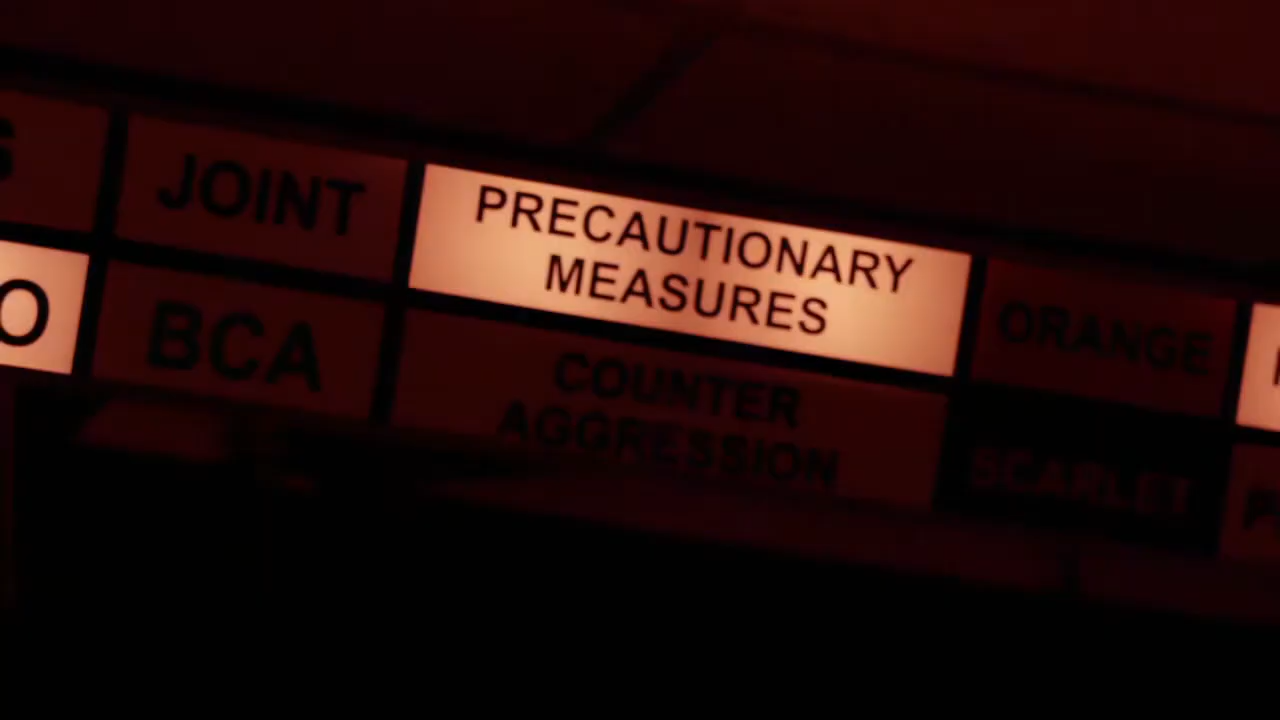 JOINT
PRECAUTIONARY
MEASURES
ORANGE
O
BCA
COUNTER
AGGRESSION
SCARLET